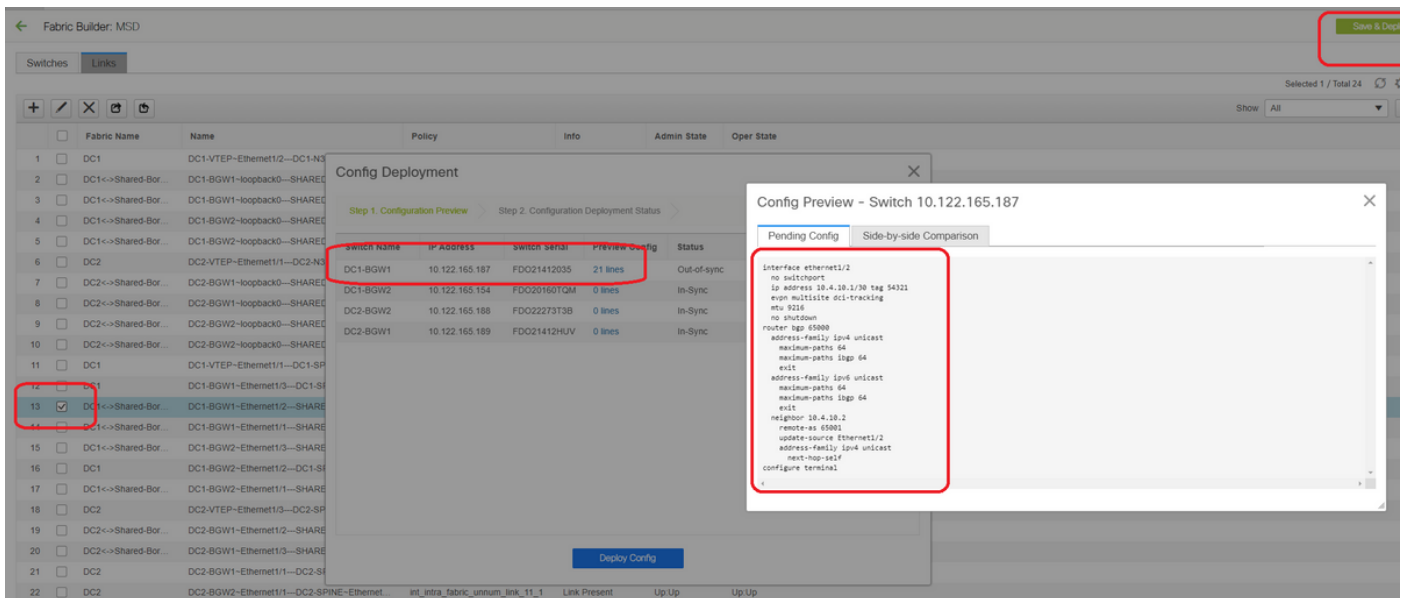 Fabric Builder: MSD
Save & Depl
Switches
Links
Selected 1 / Total 24
Show
All
Fabric Name
Name
Policy
Info
Admin State
Oper State
1
DC1
DC1-VTEP~Ethernet1/2---DC1-N3
2
DC1<->Shared-Bor...
DC1-BGW1~loopback0---SHARED
3
DC1<->Shared-Bor...
DC1-BGW1~loopback0---SHARED
4
DC1<->Shared-Bor...
DC1-BGW2~loopback0---SHARED
5
DC1<->Shared-Bor...
DC1-BGW2~loopback0---SHARED
6
DC2
DC2-VTEP~Ethernet1/1---DC2-N3
7
DC2<->Shared-Bor...
DC2-BGW1~loopback0---SHARED
8
DC2<->Shared-Bor...
DC2-BGW1~loopback0---SHARED
9
DC2<->Shared-Bor...
DC2-BGW2~loopback0---SHARED
10
DC2<->Shared-Bor...
DC2-BGW2~loopback0---SHARED
11
DC1
DC1-VTEP~Ethernet1/1---DC1-SP
12
DC1
DC1-BGW1~Ethernet1/3---DC1-SP
13
DC1<->Shared-Bor...
DC1-BGW1~Ethernet1/2---SHARE
14
DC1<->Shared-Bor...
DC1-BGW1~Ethernet1/1---SHARE
15
DC1<->Shared-Bor...
DC1-BGW2~Ethernet1/3---SHARE
16
DC1
DC1-BGW2~Ethernet1/2---DC1-SP
17
DC1<->Shared-Bor...
DC1-BGW2~Ethernet1/1---SHARE
18
DC2
DC2-VTEP~Ethernet1/3---DC2-SP
19
DC2<->Shared-Bor...
DC2-BGW1~Ethernet1/2---SHARE
20
DC2<->Shared-Bor...
DC2-BGW1~Ethernet1/3---SHARE
21
DC2
DC2-BGW1~Ethernet1/1---DC2-SP
22
DC2
DC2-BGW2~Ethernet1/1---DC2-SPINE~Ethernet...
int_intra_fabric_unnum_link_11_1
Link Present
Up:Up
Up:Up
Config Deployment
Step 1. Configuration Preview
Step 2. Configuration Deployment Status
Switch Name
IP Address
Switch Serial
Preview Config
Status
DC1-BGW1
10.122.165.187
FDO21412035
21 lines
Out-of-sync
DC1-BGW2
10.122.165.154
FDO20160TQM
0 lines
In-Sync
DC2-BGW2
10.122.165.188
FDO22273T3B
0 lines
In-Sync
DC2-BGW1
10.122.165.189
FDO21412HUV
0 lines
In-Sync
Deploy Config
Config Preview - Switch 10.122.165.187
Pending Config
Side-by-side Comparison
interface ethernet1/2
no switchport
ip address 10.4.10.1/30 tag 54321
evpn multisite dci-tracking
mtu 9216
no shutdown
router bgp 65000
address-family ipv4 unicast
maximum-paths 64
maximum-paths ibgp 64
exit
address-family ipv6 unicast
maximum-paths 64
maximum-paths ibgp 64
exit
neighbor 10.4.10.2
remote-as 65001
update-source Ethernet1/2
address-family ipv4 unicast
next-hop-self
configure terminal